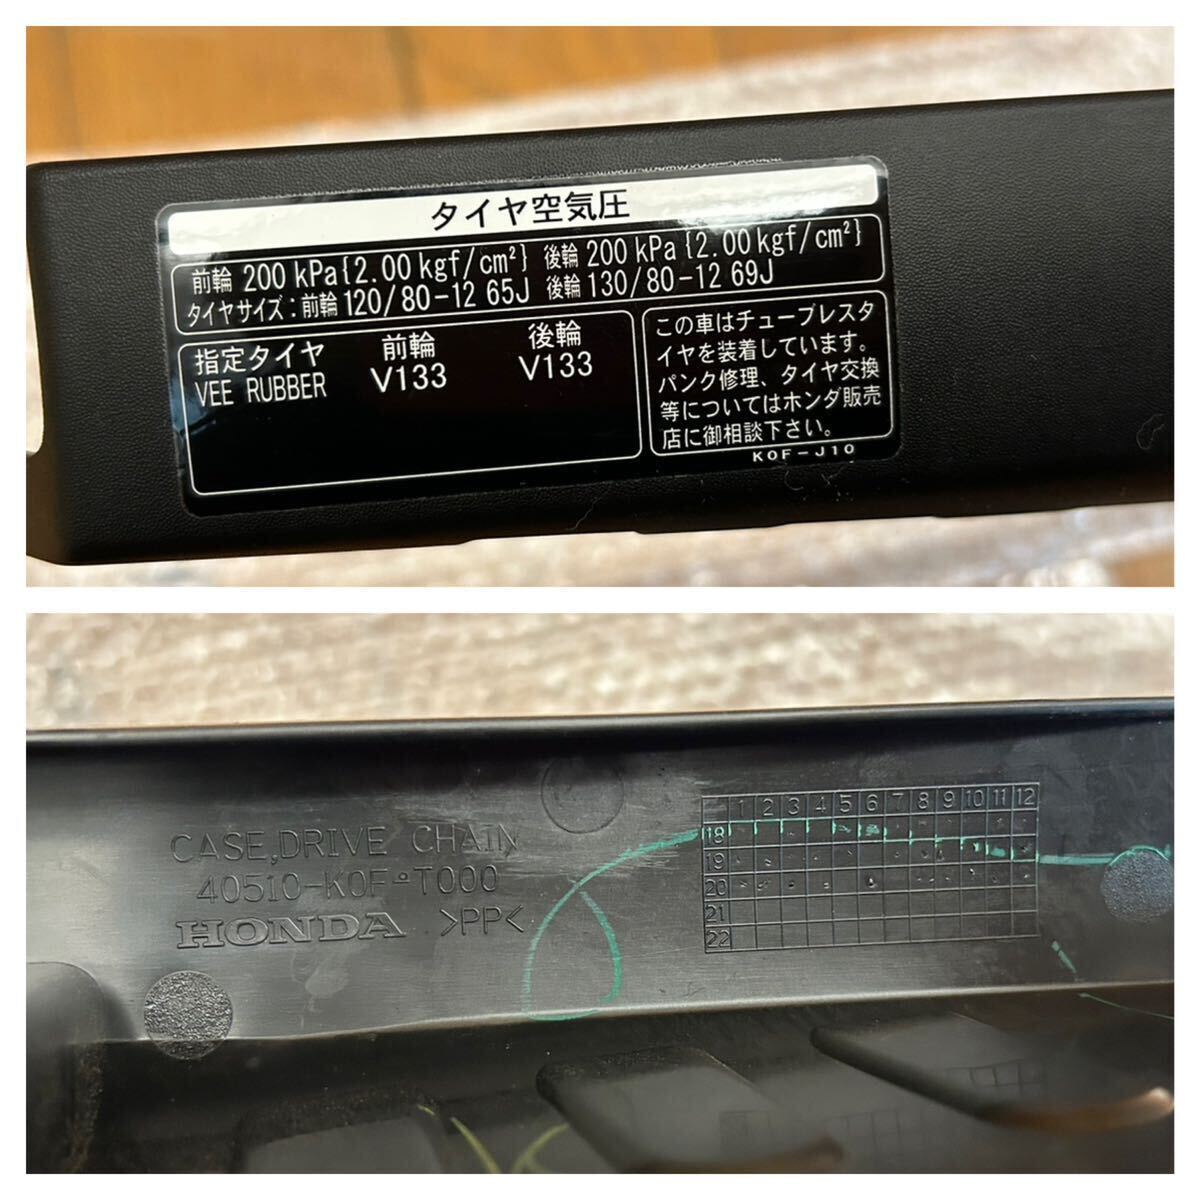 タイヤ空気圧
前輪 200 kPa{2.00 kgf/cm²} 後輪 200 kPa{2.00 kgf/cm²}
タイヤサイズ：前輪 120/80-12 65J 後輪 130/80-12 69J
指定タイヤ 前輪 後輪
VEE RUBBER V133 V133
この車はチューブレスタ
イヤを装着しています。
パンク修理、タイヤ交換
等についてはホンダ販売
店に御相談下さい。
K0F-J10
CASE,DRIVE CHAIN
40510-K0F-T000
HONDA >PP<
1 2 3 4 5 6 7 8 9 10 11 12
18
19
20
21
22